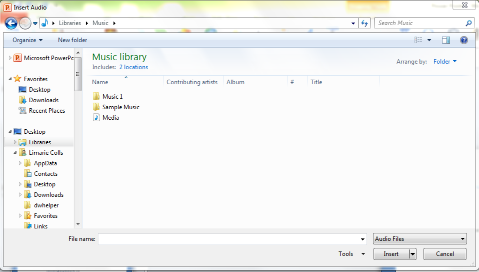 Insert Audio
Libraries Music
Search Music
Organize New folder
Microsoft PowerPo
Favorites
Desktop
Downloads
Recent Places
Desktop
Libraries
Limarie Colls
AppData
Contacts
Desktop
Downloads
dwhelper
Favorites
Links
Music library
Includes: 2 locations
Arrange by: Folder
Name Contributing artists Album # Title
Music 1
Sample Music
Media
File name:
Audio Files
Tools Insert Cancel